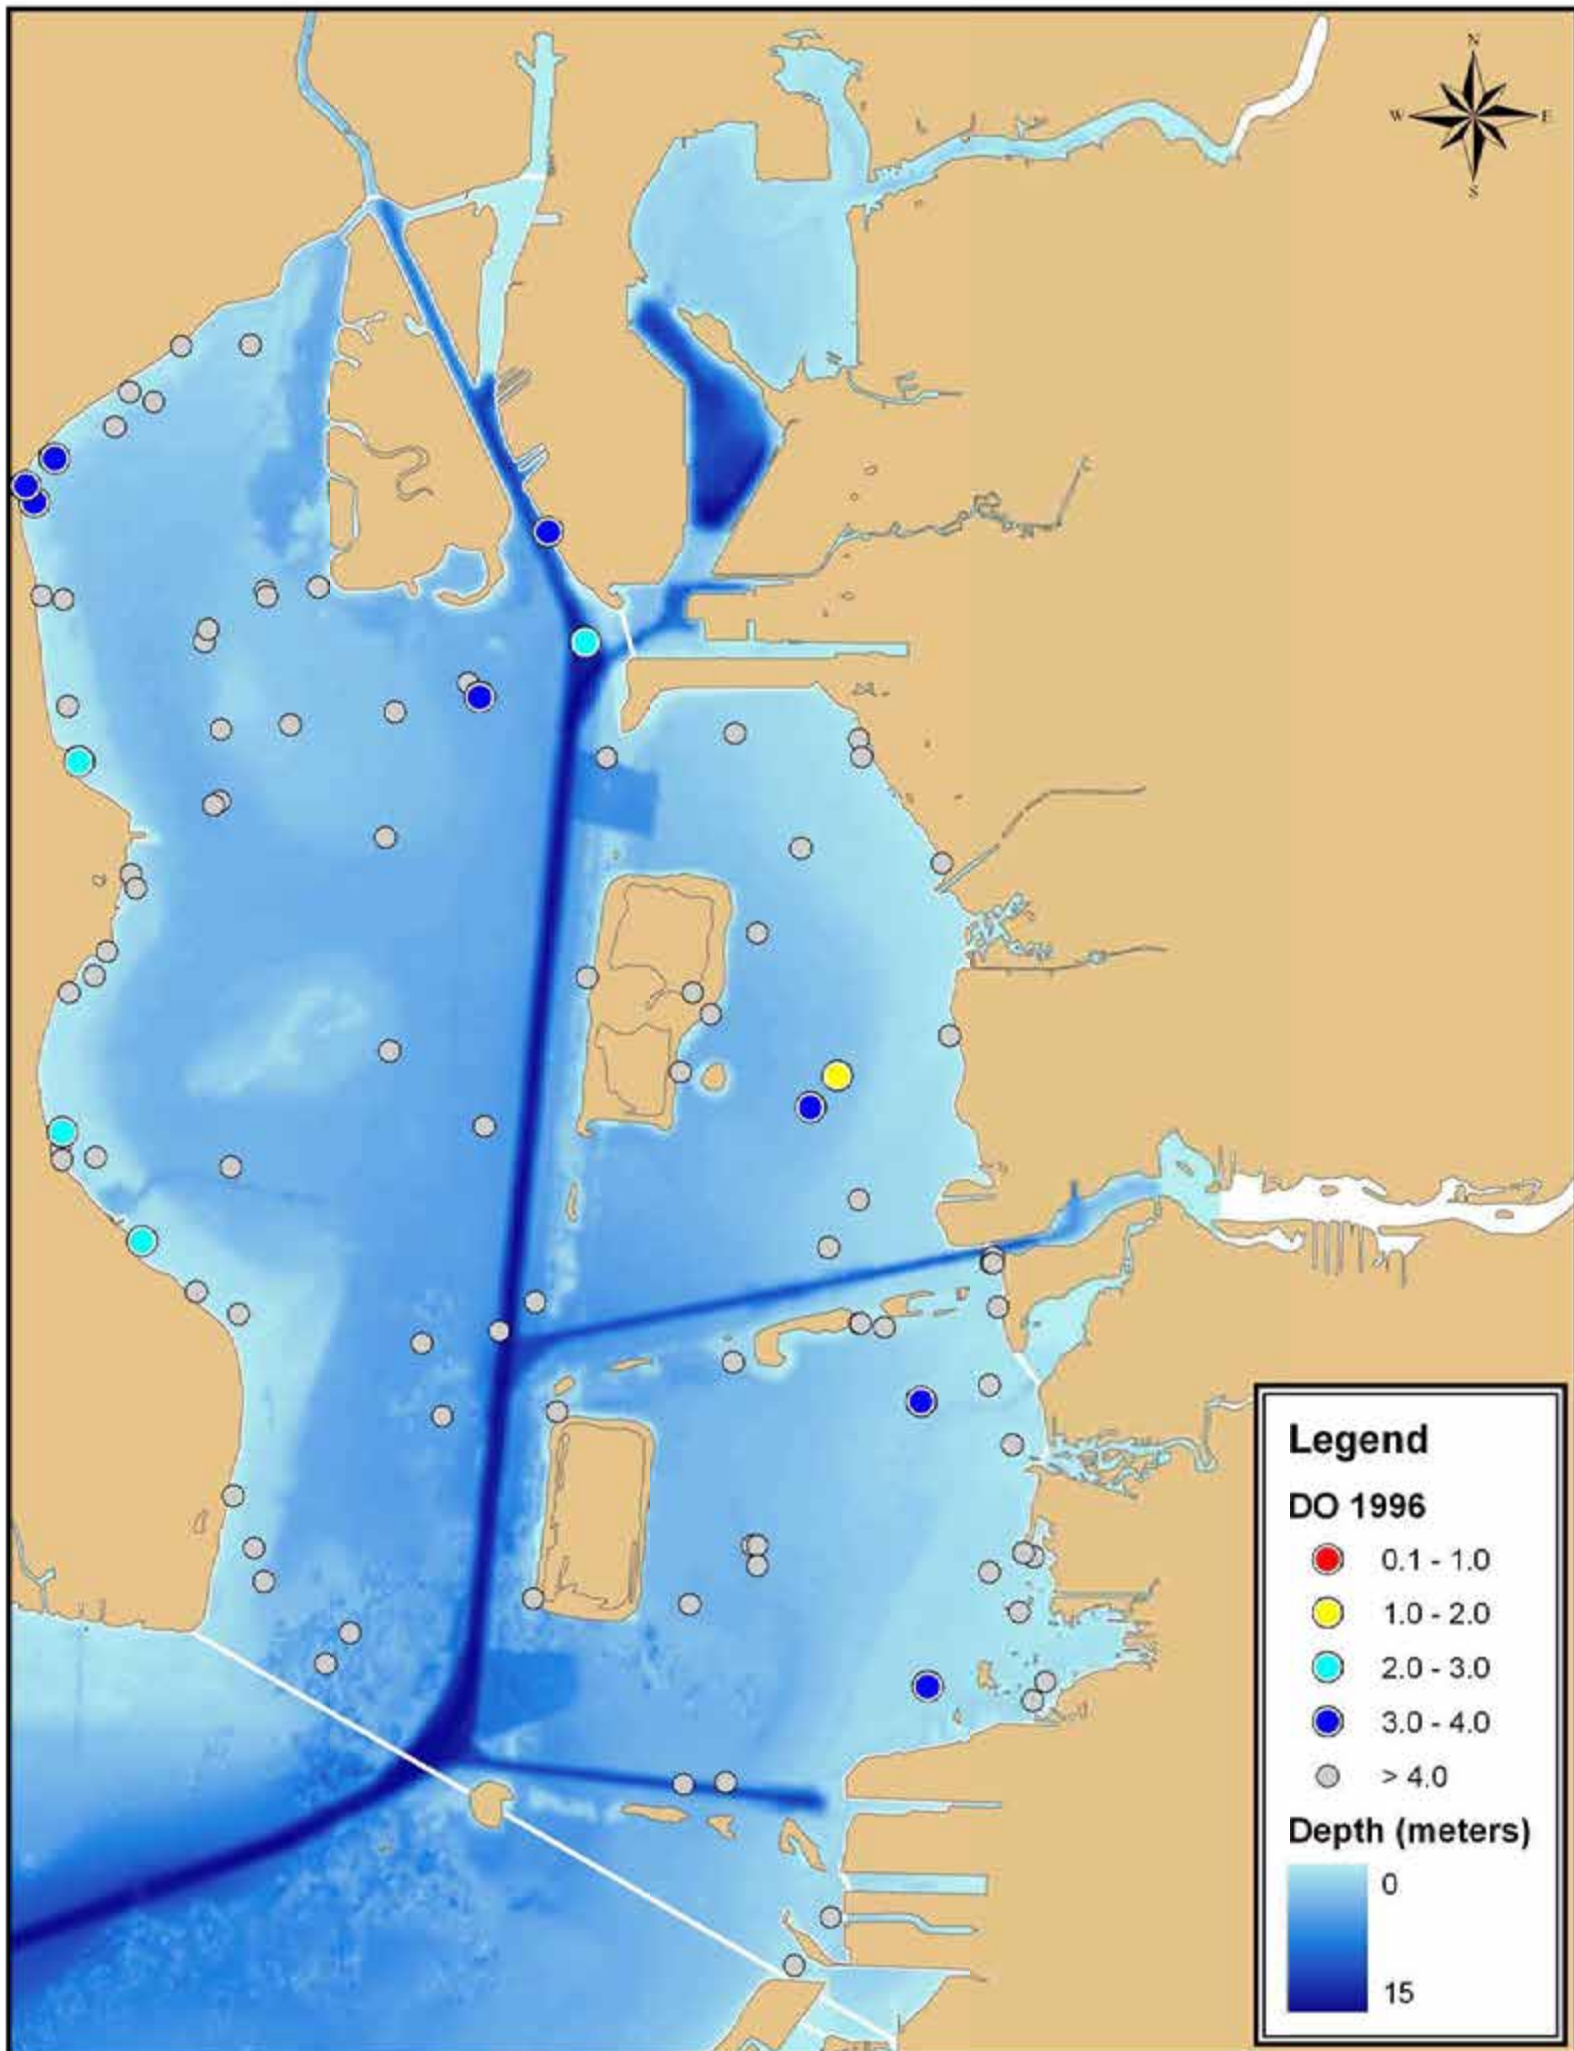 N
W E
S
Legend
DO 1996
0.1 - 1.0
1.0 - 2.0
2.0 - 3.0
3.0 - 4.0
> 4.0
Depth (meters)
0
15